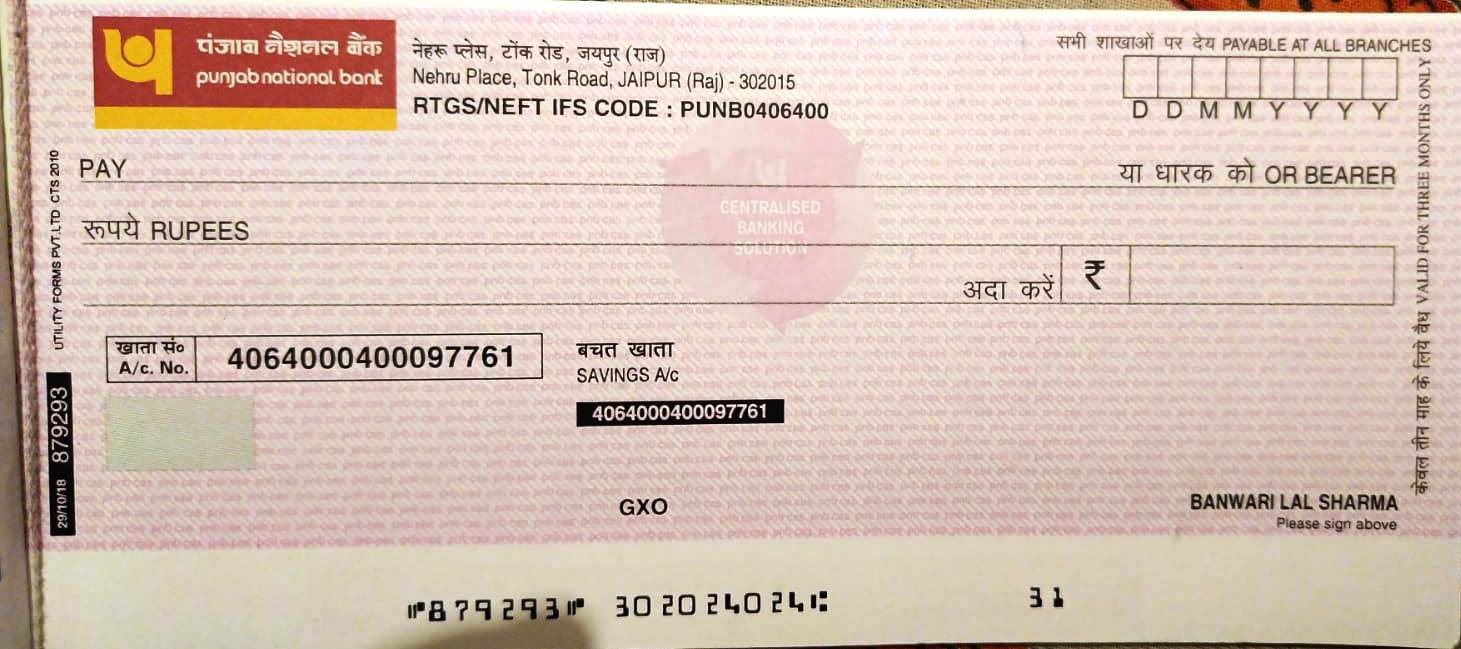 पंजाब नैशनल बैंक
punjab national bank
नेहरू प्लेस, टोंक रोड, जयपुर (राज)
Nehru Place, Tonk Road, JAIPUR (Raj) - 302015
RTGS/NEFT IFS CODE : PUNB0406400
सभी शाखाओं पर देय PAYABLE AT ALL BRANCHES
D D M M Y Y Y Y
PAY
या धारक को OR BEARER
CENTRALISED
BANKING
SOLUTION
रूपये RUPEES
अदा करें ₹
खाता सं०
A/c. No.
4064000400097761
बचत खाता
SAVINGS A/c
4064000400097761
GXO
BANWARI LAL SHARMA
Please sign above
UTILITY FORMS PVT.LTD CTS 2010
29/10/18 879293
केवल तीन माह के लिये वैध VALID FOR THREE MONTHS ONLY
⑈879293⑈ 302024024⑆ 31